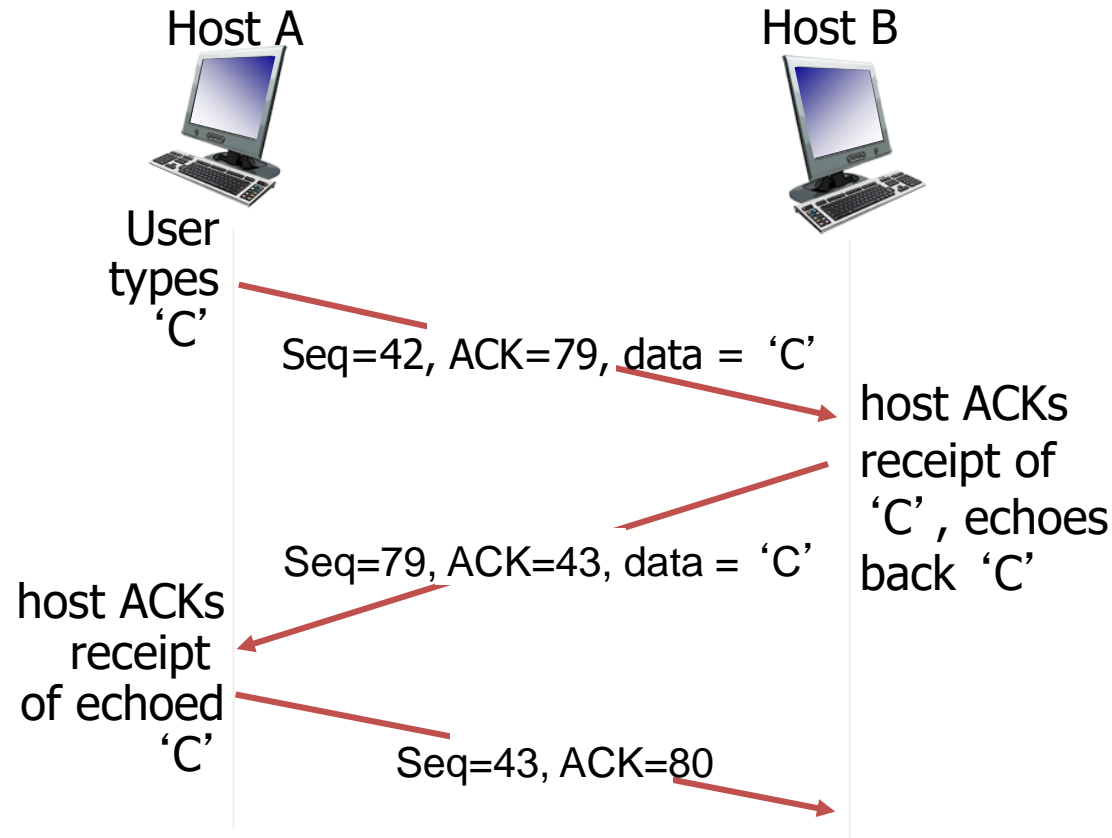 Host A
Host B
User
types
‘C’
Seq=42, ACK=79, data = ‘C’
host ACKs
receipt of
‘C’ , echoes
back ‘C’
Seq=79, ACK=43, data = ‘C’
host ACKs
receipt
of echoed
‘C’
Seq=43, ACK=80